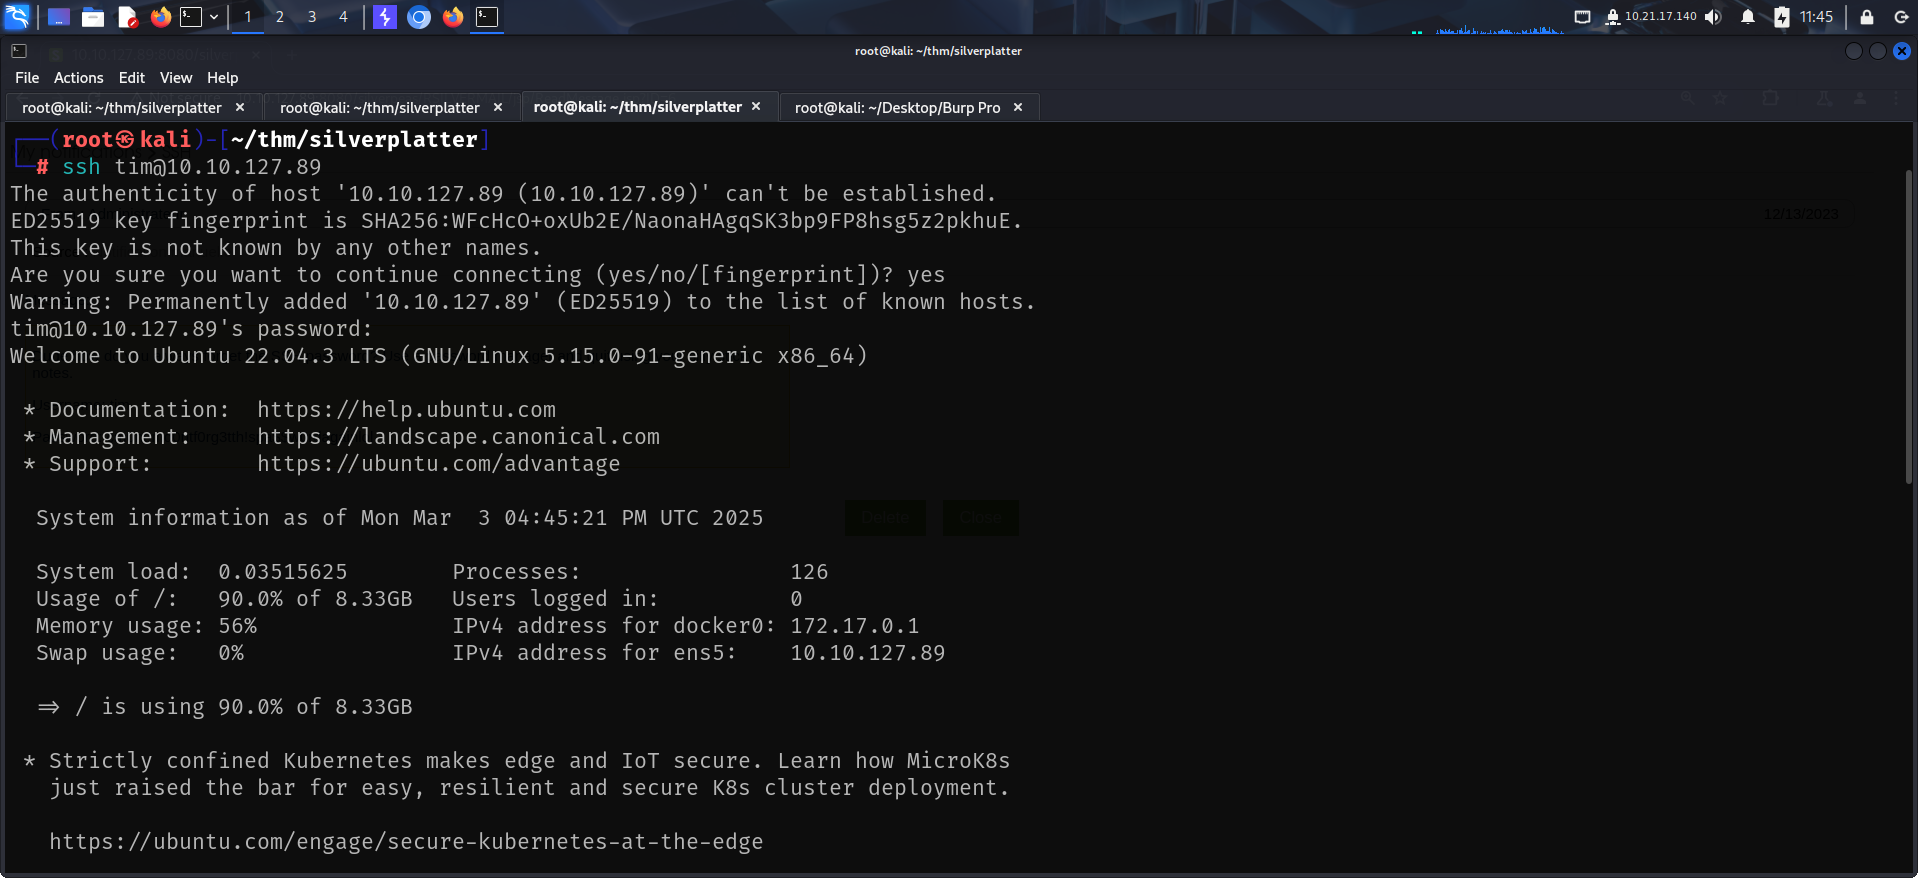 1 2 3 4 10.21.17.140 11:45
root@kali: ~/thm/silverplatter
File Actions Edit View Help
root@kali: ~/thm/silverplatter × root@kali: ~/thm/silverplatter × root@kali: ~/thm/silverplatter × root@kali: ~/Desktop/Burp Pro ×
┌──(root㉿kali)-[~/thm/silverplatter]
└─# ssh tim@10.10.127.89
The authenticity of host '10.10.127.89 (10.10.127.89)' can't be established.
ED25519 key fingerprint is SHA256:WFcHcO+oxUb2E/NaonaHAgqSK3bp9FP8hsg5z2pkhuE.
12/13/2023
This key is not known by any other names.
Are you sure you want to continue connecting (yes/no/[fingerprint])? yes
Warning: Permanently added '10.10.127.89' (ED25519) to the list of known hosts.
tim@10.10.127.89's password:
Welcome to Ubuntu 22.04.3 LTS (GNU/Linux 5.15.0-91-generic x86_64)
notes.
* Documentation: https://help.ubuntu.com
* Management: https://landscape.canonical.com
* Support: https://ubuntu.com/advantage
System information as of Mon Mar 3 04:45:21 PM UTC 2025
Delete Close
System load: 0.03515625 Processes: 126
Usage of /: 90.0% of 8.33GB Users logged in: 0
Memory usage: 56% IPv4 address for docker0: 172.17.0.1
Swap usage: 0% IPv4 address for ens5: 10.10.127.89
=> / is using 90.0% of 8.33GB
* Strictly confined Kubernetes makes edge and IoT secure. Learn how MicroK8s
just raised the bar for easy, resilient and secure K8s cluster deployment.
https://ubuntu.com/engage/secure-kubernetes-at-the-edge